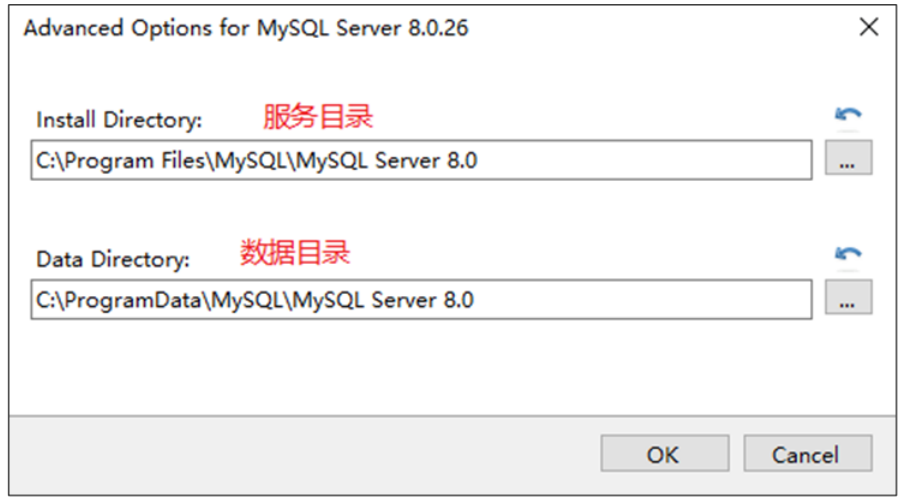 Advanced Options for MySQL Server 8.0.26
Install Directory: 服务目录
C:\Program Files\MySQL\MySQL Server 8.0
...
Data Directory: 数据目录
C:\ProgramData\MySQL\MySQL Server 8.0
...
OK Cancel